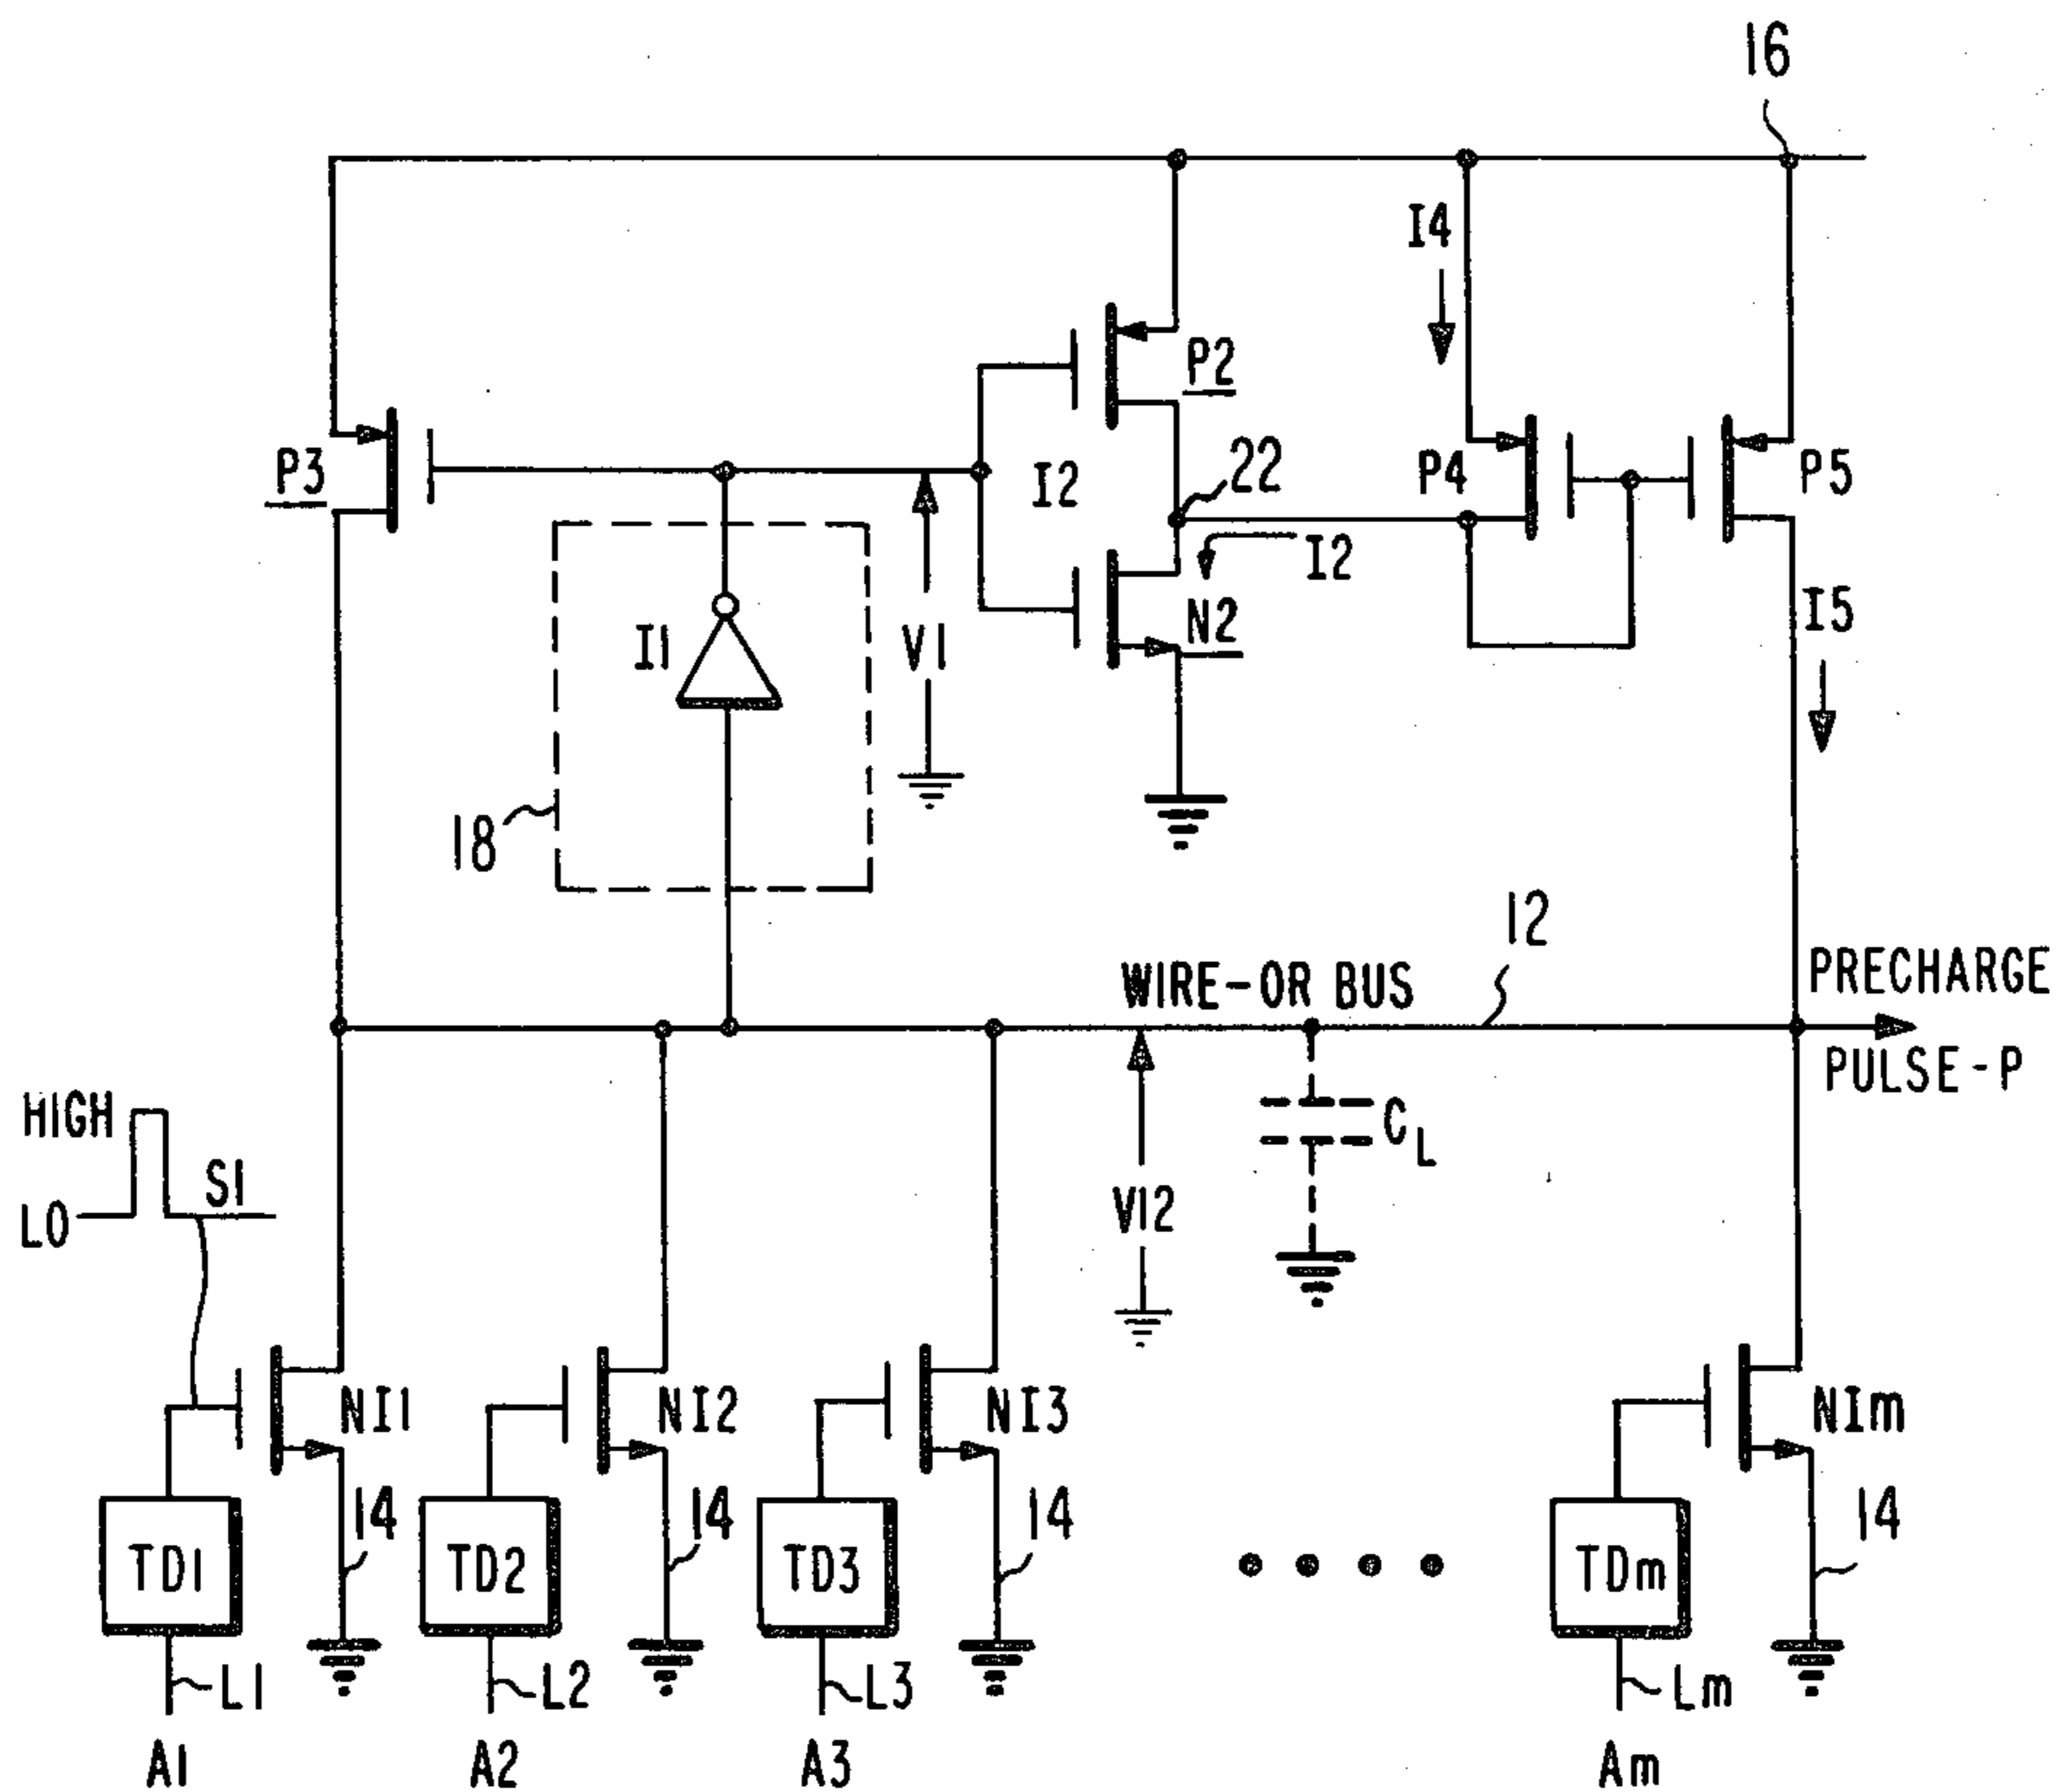 16
I4
P3
I2
P2
22
P4
P5
I2
I1
V1
N2
I5
18
12
WIRE-OR BUS
PRECHARGE
PULSE-P
HIGH
LO
S1
C L
V12
NI1
NI2
NI3
NIm
14
14
14
14
TD1
TD2
TD3
TDm
L1
L2
L3
Lm
A1
A2
A3
Am